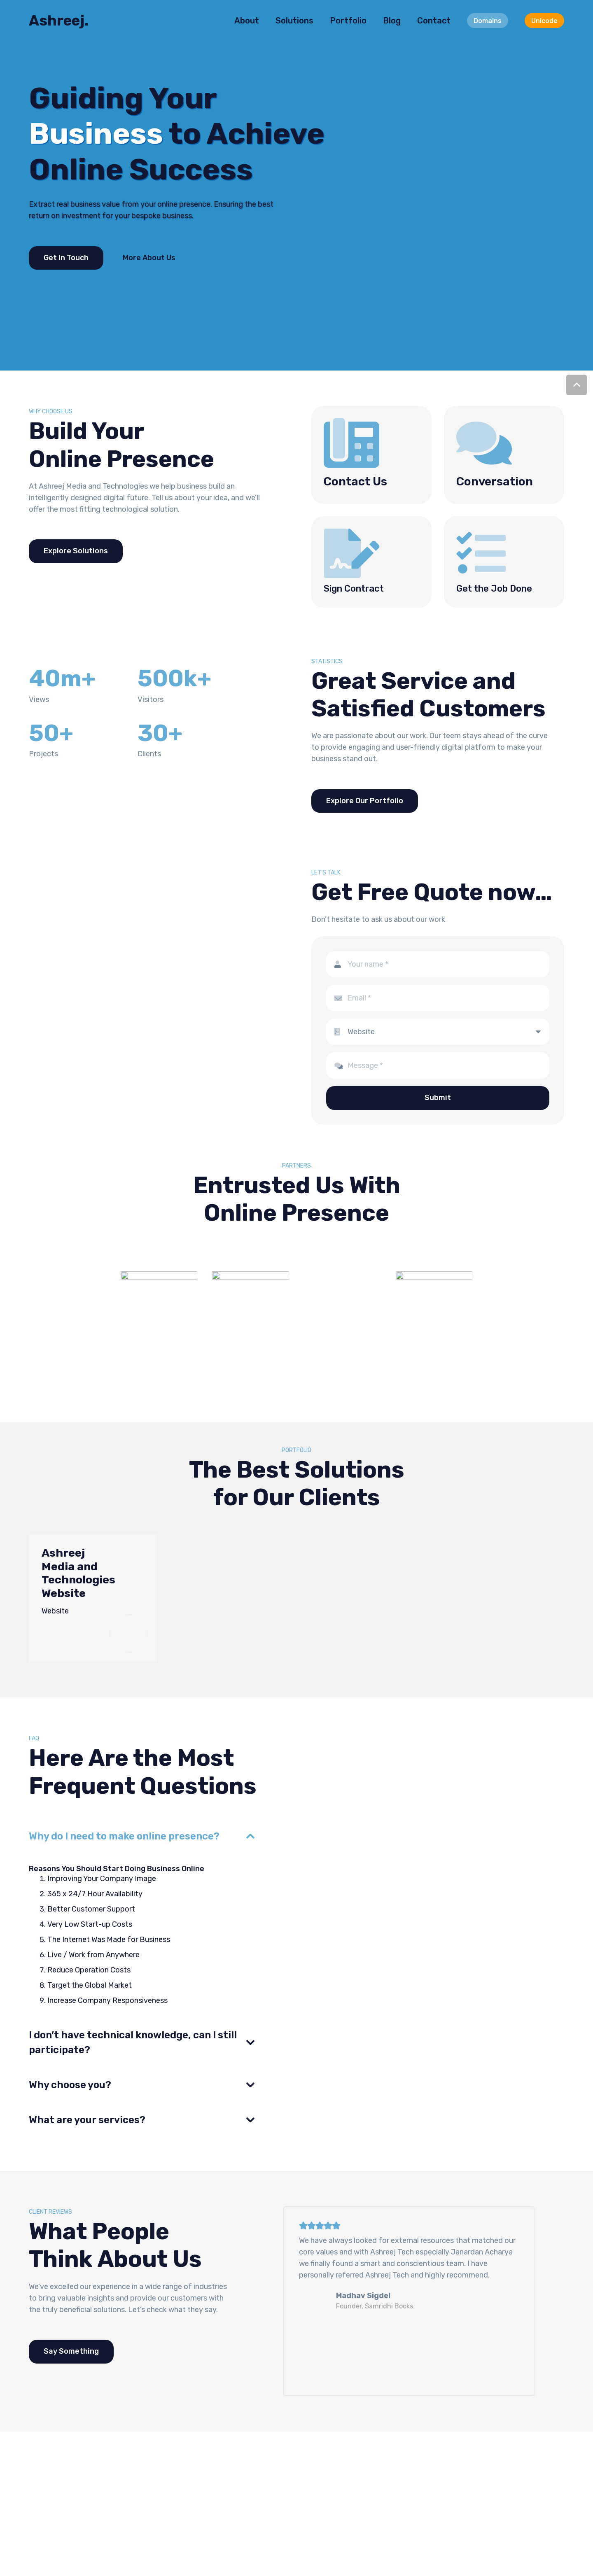 Ashreej.
About
Solutions
Portfolio
Blog
Contact
Domains
Unicode
Guiding Your
Business to Achieve
Online Success
Extract real business value from your online presence. Ensuring the best
return on investment for your bespoke business.
Get In Touch
More About Us
WHY CHOOSE US
Build Your
Online Presence
At Ashreej Media and Technologies we help business build an
intelligently designed digital future. Tell us about your idea, and we'll
offer the most fitting technological solution.
Explore Solutions
Contact Us
Conversation
Sign Contract
Get the Job Done
40m+
Views
500k+
Visitors
50+
Projects
30+
Clients
STATISTICS
Great Service and
Satisfied Customers
We are passionate about our work. Our teem stays ahead of the curve
to provide engaging and user-friendly digital platform to make your
business stand out.
Explore Our Portfolio
LET'S TALK
Get Free Quote now...
Don't hesitate to ask us about our work
Your name *
Email *
Website
Message *
Submit
PARTNERS
Entrusted Us With
Online Presence
PORTFOLIO
The Best Solutions
for Our Clients
Ashreej
Media and
Technologies
Website
Website
FAQ
Here Are the Most
Frequent Questions
Why do I need to make online presence?
Reasons You Should Start Doing Business Online
1. Improving Your Company Image
2. 365 x 24/7 Hour Availability
3. Better Customer Support
4. Very Low Start-up Costs
5. The Internet Was Made for Business
6. Live / Work from Anywhere
7. Reduce Operation Costs
8. Target the Global Market
9. Increase Company Responsiveness
I don't have technical knowledge, can I still
participate?
Why choose you?
What are your services?
CLIENT REVIEWS
What People
Think About Us
We've excelled our experience in a wide range of industries
to bring valuable insights and provide our customers with
the truly beneficial solutions. Let's check what they say.
Say Something
We have always looked for external resources that matched our
core values and with Ashreej Tech especially Janardan Acharya
we finally found a smart and conscientious team. I have
personally referred Ashreej Tech and highly recommend.
Madhav Sigdel
Founder, Samridhi Books